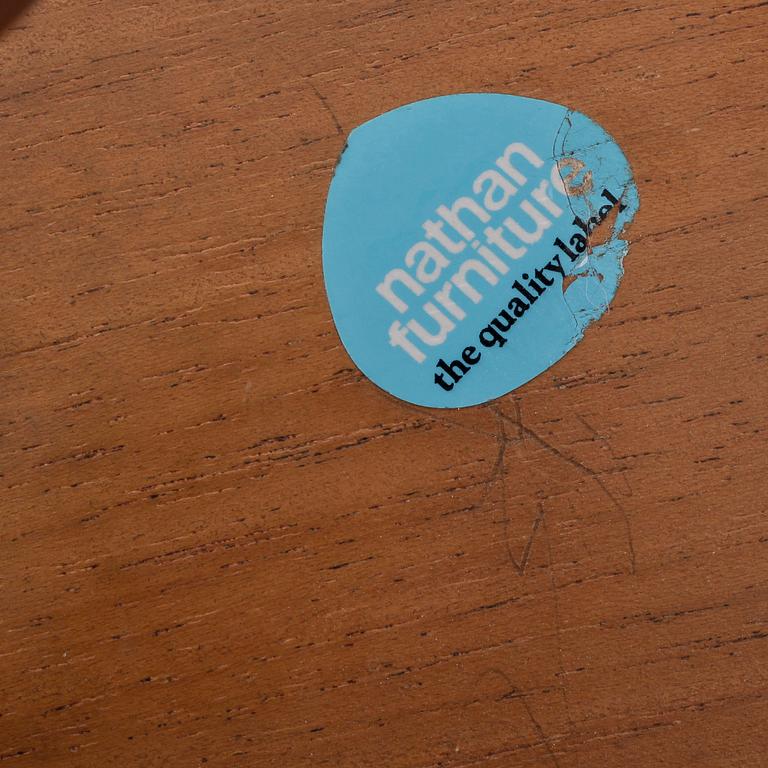 nathan
furniture
the quality label